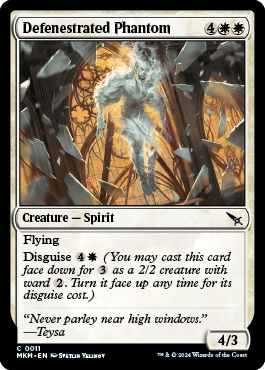 Defenestrated Phantom 4
Creature — Spirit
Flying
Disguise 4 (You may cast this card
face down for 3 as a 2/2 creature with
ward 2. Turn it face up any time for its
disguise cost.)
“Never parley near high windows.”
—Teysa
4/3
C 0011
MKM • EN Svetlin Velinov
™ & © 2024 Wizards of the Coast